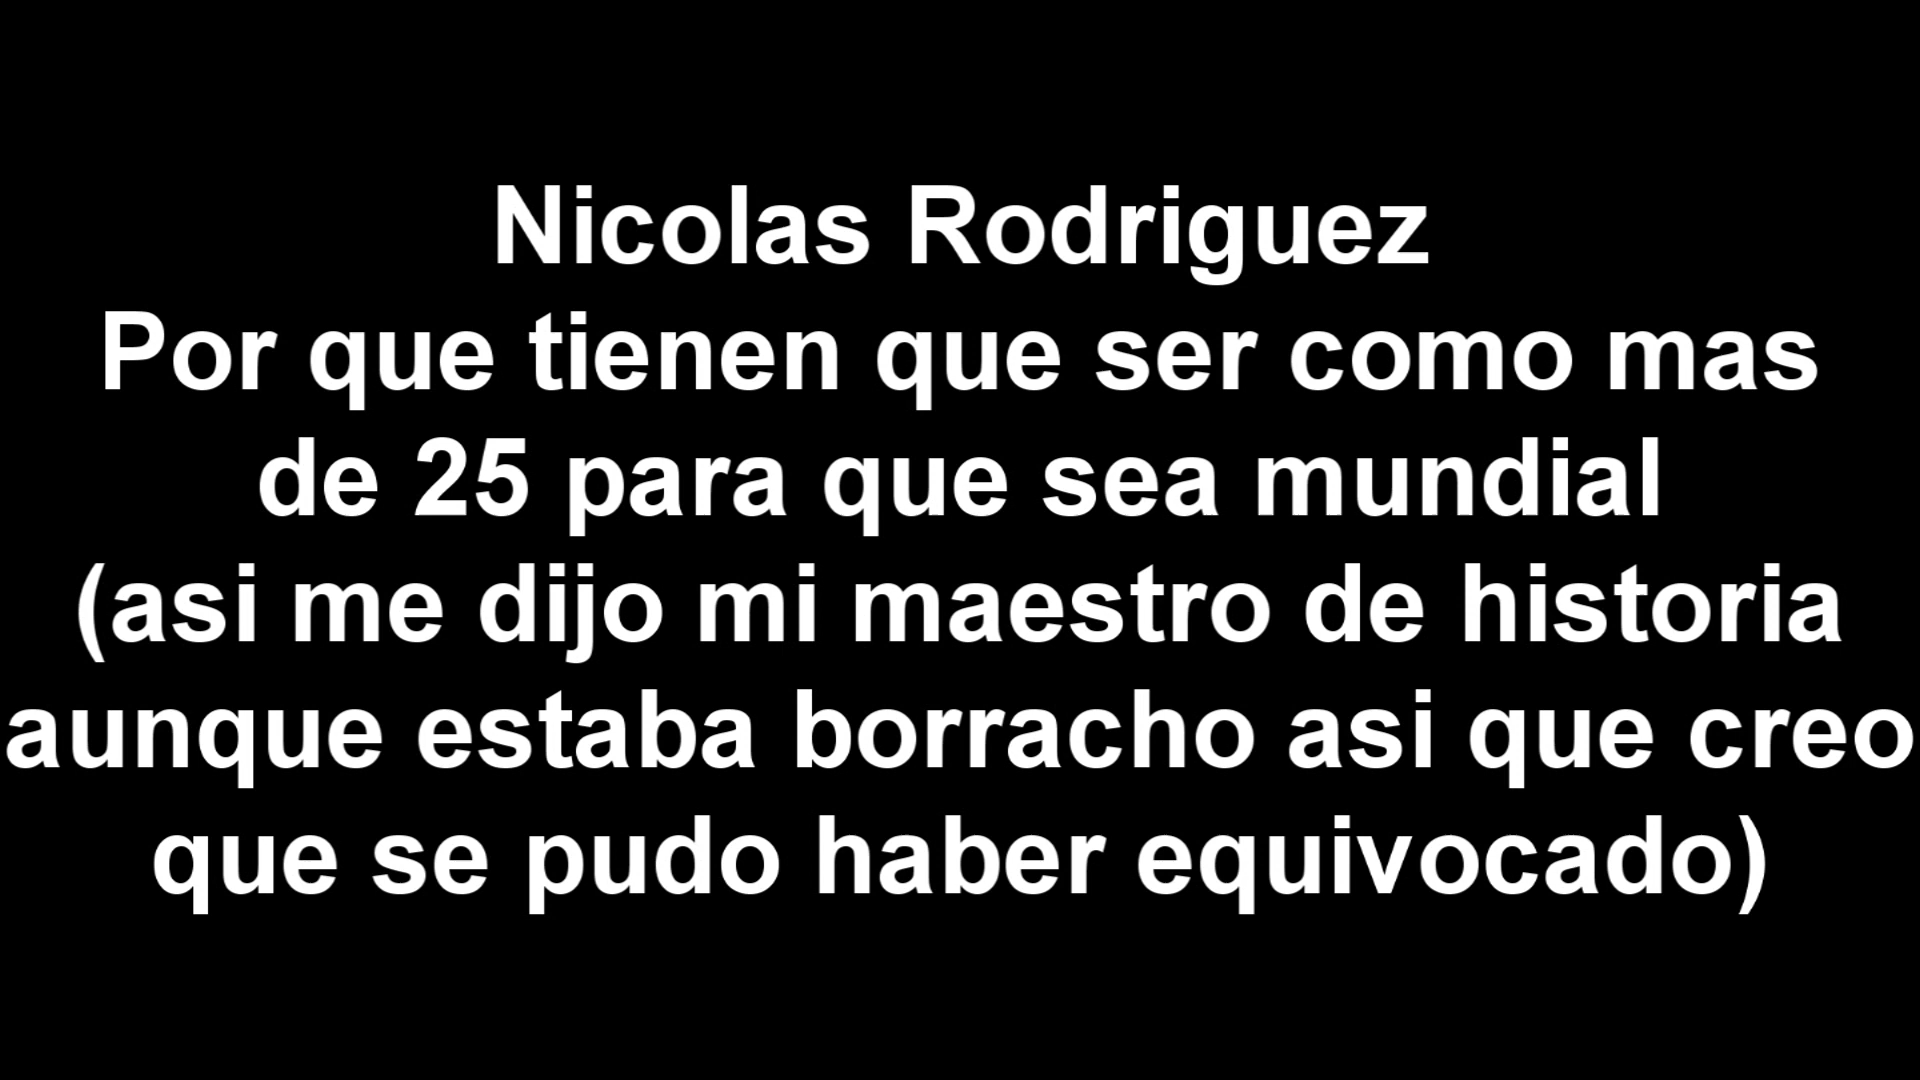 Nicolas Rodriguez
Por que tienen que ser como mas
de 25 para que sea mundial
(asi me dijo mi maestro de historia
aunque estaba borracho asi que creo
que se pudo haber equivocado)